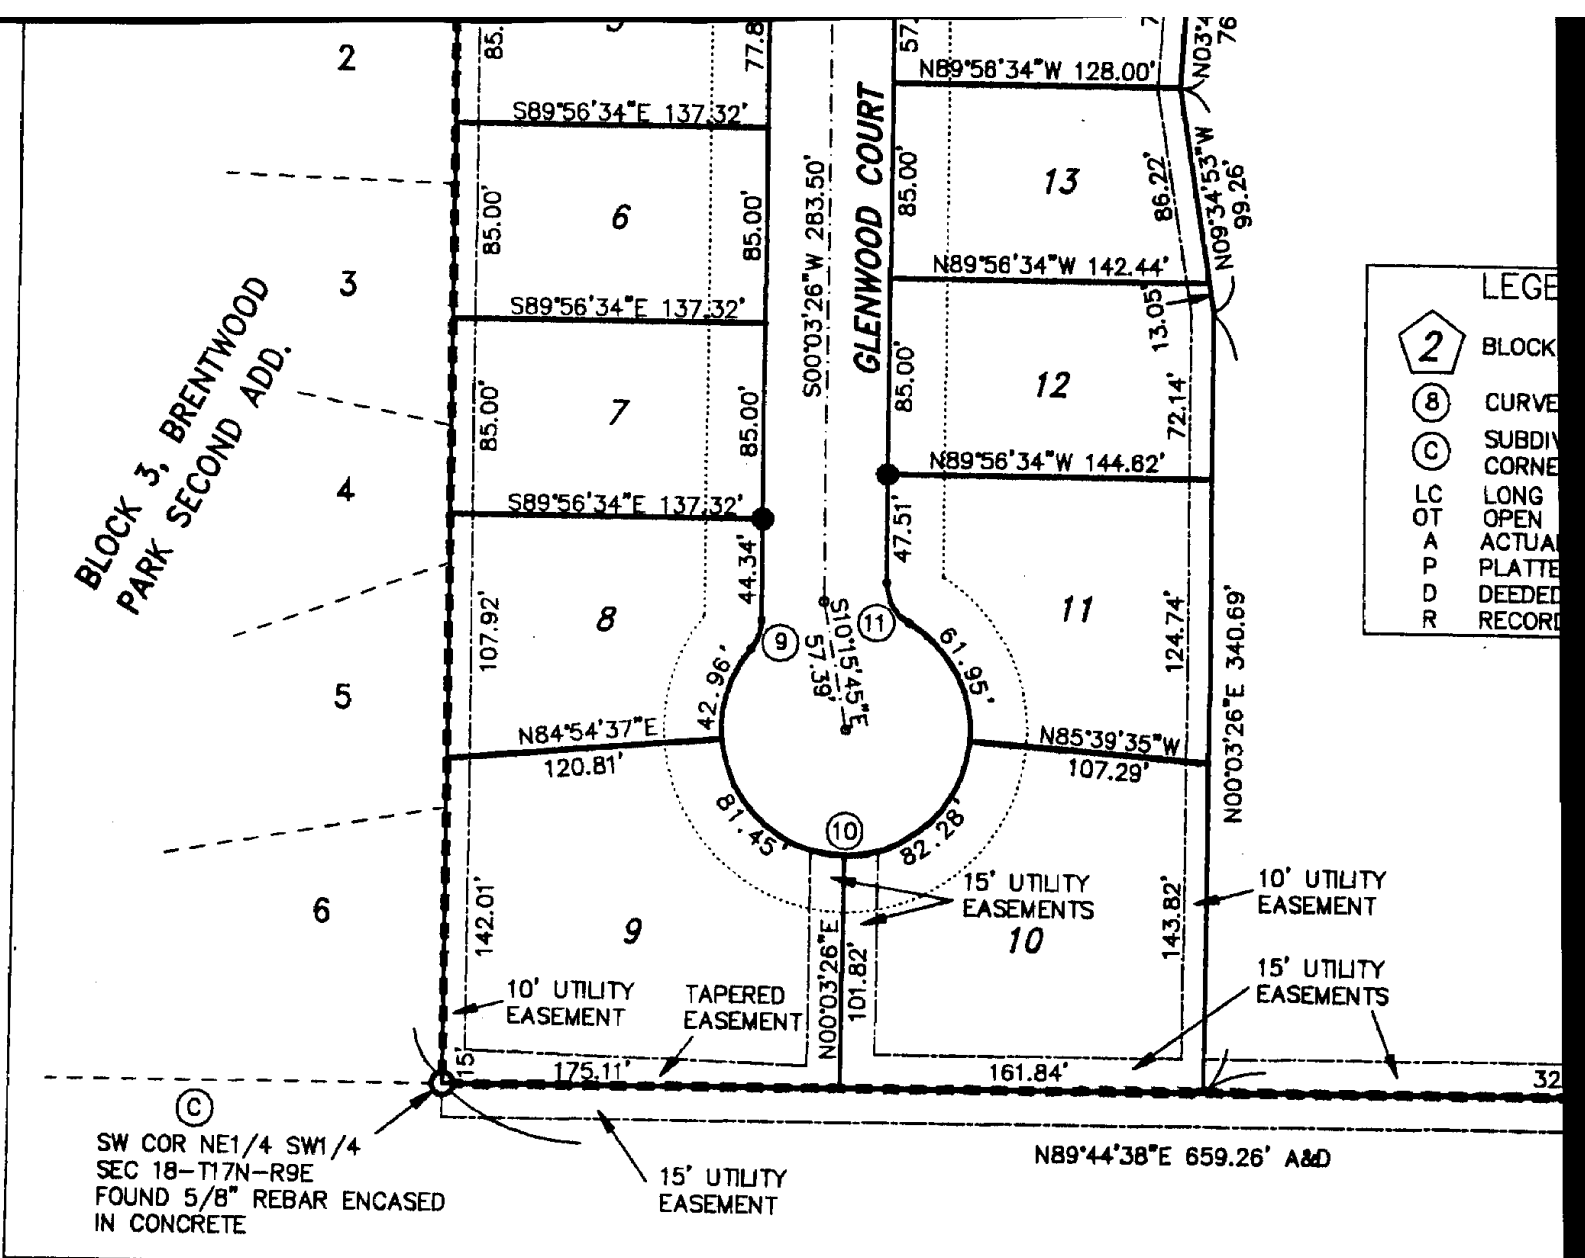 2
85.
77.8
57.
N89°56'34"W 128.00'
N03°4
76
S89°56'34"E 137.32'
GLENWOOD COURT
13
86.22'
N09°34'53"W
99.26'
S00°03'26"W 283.50'
85.00'
6
85.00'
85.00'
3
N89°56'34"W 142.44'
S89°56'34"E 137.32'
13.05'
BLOCK 3, BRENTWOOD
PARK SECOND ADD.
12
85.00'
72.14'
85.00'
7
85.00'
4
N89°56'34"W 144.62'
S89°56'34"E 137.32'
LEGE
2 BLOCK
8 CURVE
C SUBDIV
CORNE
LC LONG
OT OPEN
A ACTUA
P PLATTE
D DEEDED
R RECORD
47.51'
44.34'
107.92'
8
11
11
124.74'
N00°03'26"E 340.69'
9
S10°15'45"E
57.39'
61.95'
42.96'
5
N84°54'37"E
120.81'
N85°39'35"W
107.29'
81.45'
10
82.28'
15' UTILITY
EASEMENTS
10' UTILITY
EASEMENT
6
142.01'
9
N00°03'26"E
101.82'
10
143.82'
15' UTILITY
EASEMENTS
10' UTILITY
EASEMENT
TAPERED
EASEMENT
15'
175.11'
161.84'
32
C
SW COR NE1/4 SW1/4
SEC 18-T17N-R9E
FOUND 5/8" REBAR ENCASED
IN CONCRETE
15' UTILITY
EASEMENT
N89°44'38"E 659.26' A&D